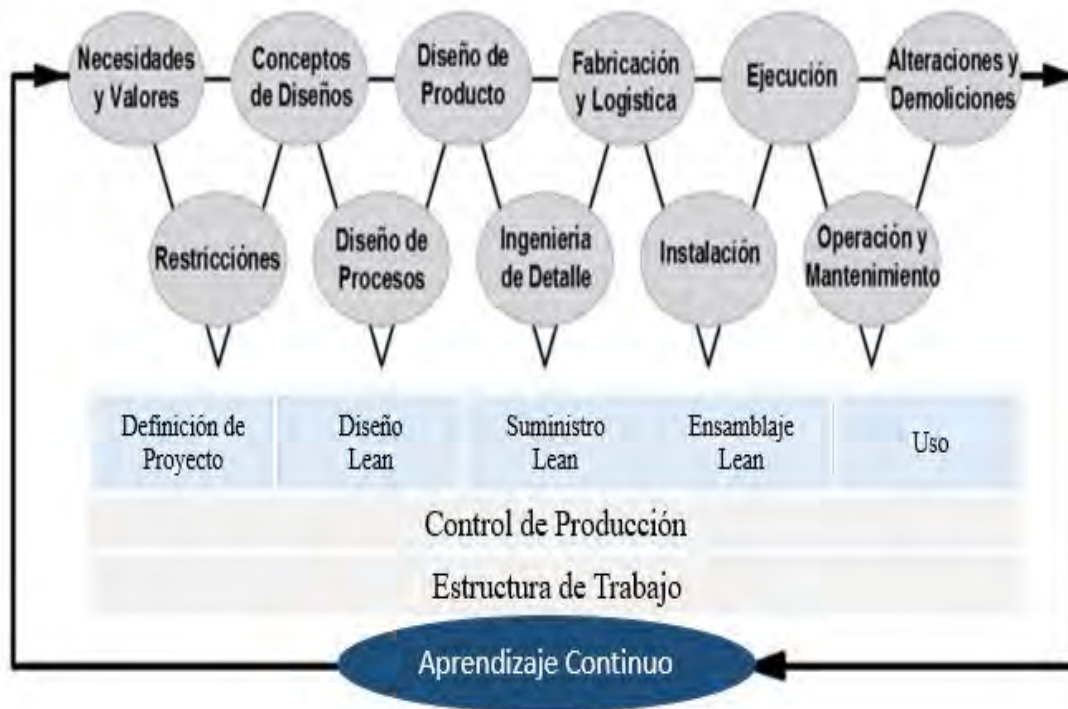 Necesidades
y Valores
Conceptos
de Diseños
Diseño de
Producto
Fabricación
y Logística
Ejecución
Alteraciones y
Demoliciones
Restricciónes
Diseño de
Procesos
Ingenieria
de Detalle
Instalación
Operación y
Mantenimiento
Definición de
Proyecto
Diseño
Lean
Suministro
Lean
Ensamblaje
Lean
Uso
Control de Producción
Estructura de Trabajo
Aprendizaje Continuo